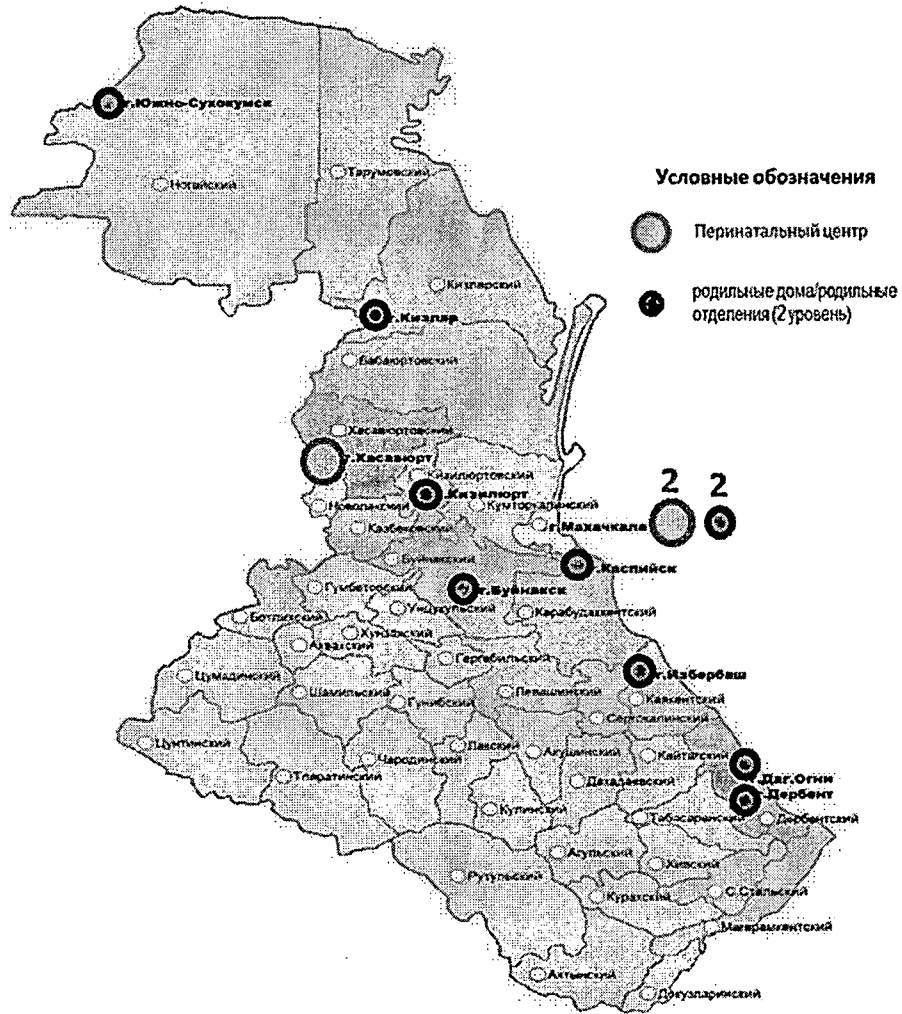 г.Южно-Сухокумск
Ногайский
Тарумовский
Условные обозначения
Перинатальный центр
родильные дома/родильные
отделения (2 уровень)
Кизлярский
г.Кизляр
Бабаюртовский
Хасавюртовский
г.Хасавюрт
Кизилюртовский
.Кизилюрт
Новолакский
Кумторкалинский
2 2
г.Махачкала
Казбековский
Буйнакский
г.Каспийск
г.Буйнакск
Гумбетовский
Унцукульский
Карабудахкентский
Ботлихский
Хунзахский
Ахвахский
Гергебильский
г.Избербаш
Цумадинский
Шамильский
Гунибский
Левашинский
Каякентский
Сергокалинский
Цунтинский
Чародинский
Лакский
Акушинский
Кайтагский
Тляратинский
Дахадаевский
.Даг.Огни
.Дербент
Кулинский
Табасаранский
Дербентский
Агульский
Хивский
Рутульский
Курахский
С.Стальский
Магарамкентский
Ахтынский
Докузпаринский